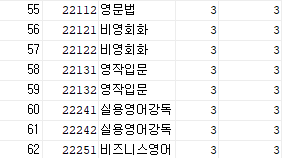 55 22112 영문법 3 3
56 22121 비영회화 3 3
57 22122 비영회화 3 3
58 22131 영작입문 3 3
59 22132 영작입문 3 3
60 22241 실용영어강독 3 3
61 22242 실용영어강독 3 3
62 22251 비즈니스영어 3 3